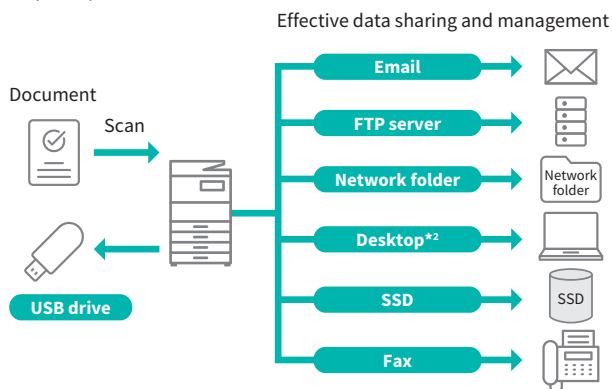 Effective data sharing and management
Document
Scan
USB drive
Email
FTP server
Network folder
Desktop*2
SSD
Fax
Network
folder
SSD